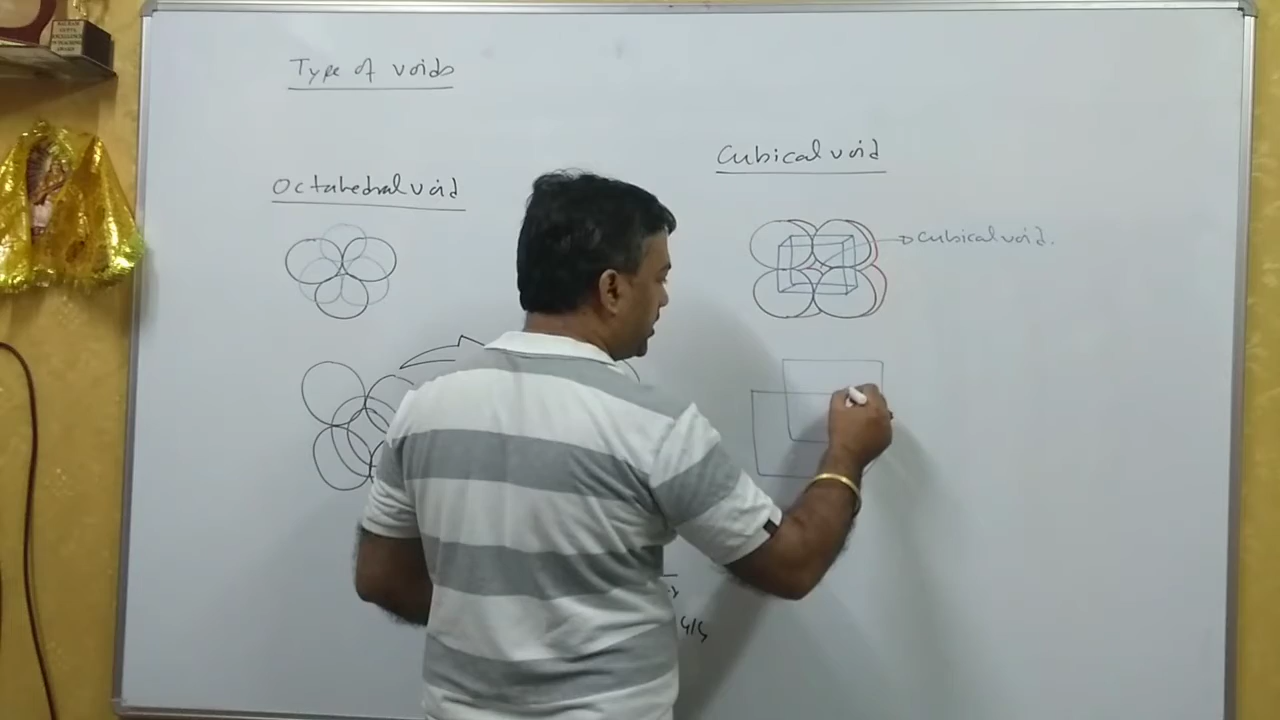 Type of voids
Cubical void
Octahedral void
Cubical void.